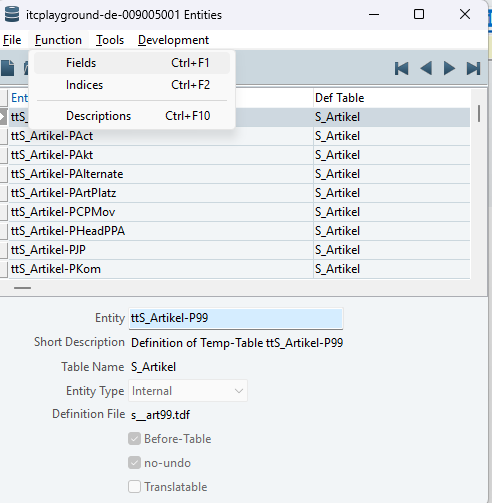 itcplayground-de-009005001 Entities
File Function Tools Development
Fields Ctrl+F1
Indices Ctrl+F2
Descriptions Ctrl+F10
Def Table
ttS_Artikel S_Artikel
ttS_Artikel-PAct S_Artikel
ttS_Artikel-PAkt S_Artikel
ttS_Artikel-PAlternate S_Artikel
ttS_Artikel-PArtPlatz S_Artikel
ttS_Artikel-PCPMov S_Artikel
ttS_Artikel-PHeadPPA S_Artikel
ttS_Artikel-PJP S_Artikel
ttS_Artikel-PKom S_Artikel
Entity ttS_Artikel-P99
Short Description Definition of Temp-Table ttS_Artikel-P99
Table Name S_Artikel
Entity Type Internal
Definition File s__art99.tdf
Before-Table
no-undo
Translatable